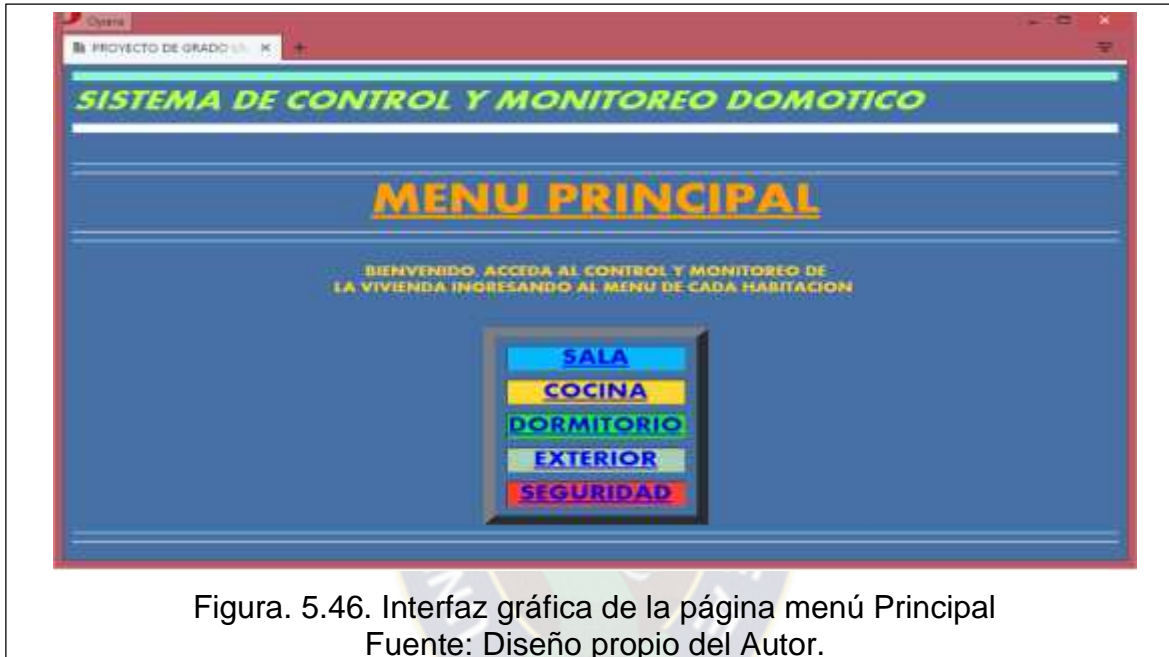 Opera
PROYECTO DE GRADO
SISTEMA DE CONTROL Y MONITOREO DOMOTICO
MENU PRINCIPAL
BIENVENIDO, ACCEDA AL CONTROL Y MONITOREO DE
LA VIVIENDA INGRESANDO AL MENU DE CADA HABITACION
SALA
COCINA
DORMITORIO
EXTERIOR
SEGURIDAD
Figura. 5.46. Interfaz gráfica de la página menú Principal
Fuente: Diseño propio del Autor.